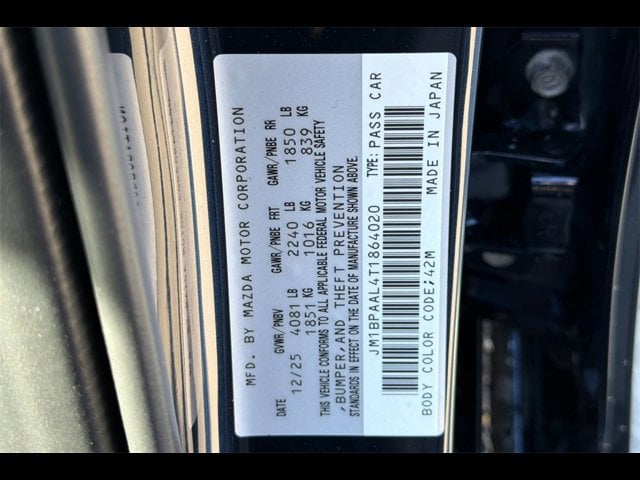 MFD. BY MAZDA MOTOR CORPORATION
DATE GVWR/PNBV GAWR/PNBE FRT GAWR/PNBE RR
12/25 4081 LB 2240 LB 1850 LB
1851 KG 1016 KG 839 KG
THIS VEHICLE CONFORMS TO ALL APPLICABLE FEDERAL MOTOR VEHICLE SAFETY
,BUMPER,AND THEFT PREVENTION
STANDARDS IN EFFECT ON THE DATE OF MANUFACTURE SHOWN ABOVE.
JM1BPAAL4T1864020 TYPE: PASS CAR
BODY COLOR CODE;42M MADE IN JAPAN